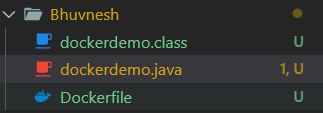 Bhuvnesh
dockerdemo.class U
dockerdemo.java 1, U
Dockerfile U